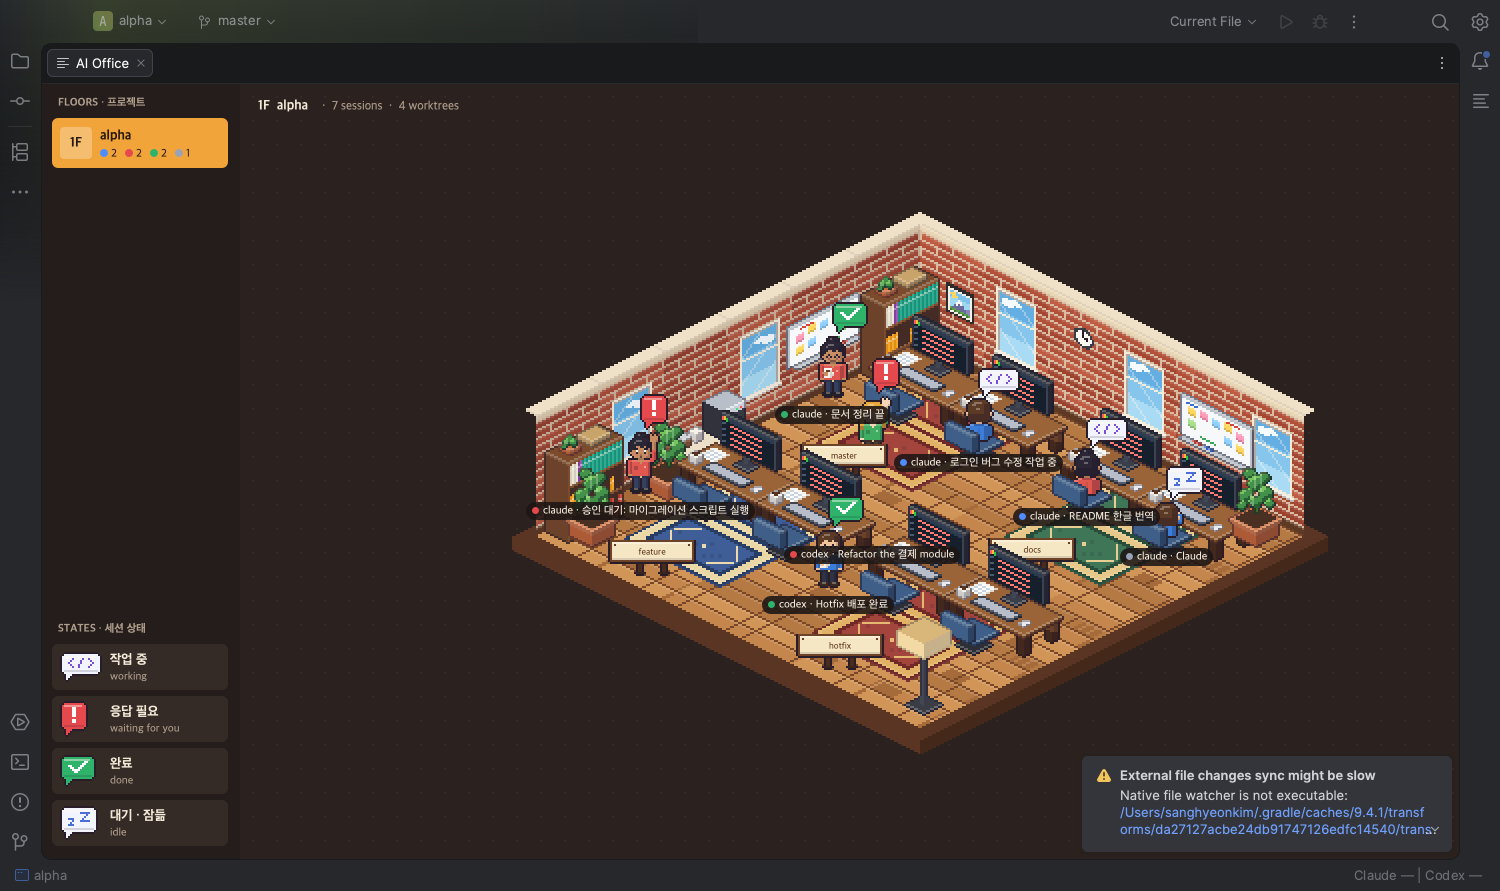 A alpha
master
Current File
AI Office
FLOORS · 프로젝트
1F
alpha
2 2 2 1
1F alpha · 7 sessions · 4 worktrees
claude · 문서 정리 끝
master
claude · 로그인 버그 수정 작업 중
claude · 승인 대기: 마이그레이션 스크립트 실행
claude · README 한글 번역
feature
codex · Refactor the 결제 module
docs
claude · Claude
codex · Hotfix 배포 완료
hotfix
STATES · 세션 상태
작업 중
working
응답 필요
waiting for you
완료
done
대기 · 잠듦
idle
External file changes sync might be slow
Native file watcher is not executable:
/Users/sanghyeonkim/.gradle/caches/9.4.1/transf
orms/da27127acbe24db91747126edfc14540/trans
alpha
Claude — | Codex —